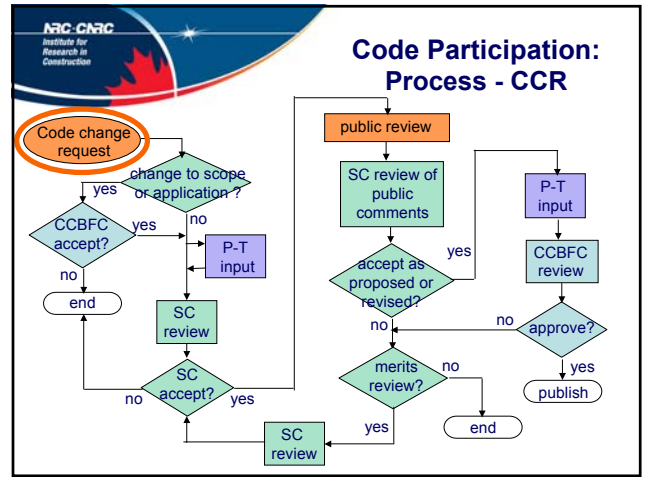 NRC-CNRC
Institute for
Research in
Construction
Code Participation:
Process - CCR
Code change
request
change to scope
or application ?
yes
no
CCBFC
accept?
yes
no
end
P-T
input
SC
review
SC
accept?
no
yes
public review
SC review of
public
comments
accept as
proposed or
revised?
yes
no
P-T
input
CCBFC
review
approve?
no
yes
publish
merits
review?
no
end
yes
SC
review